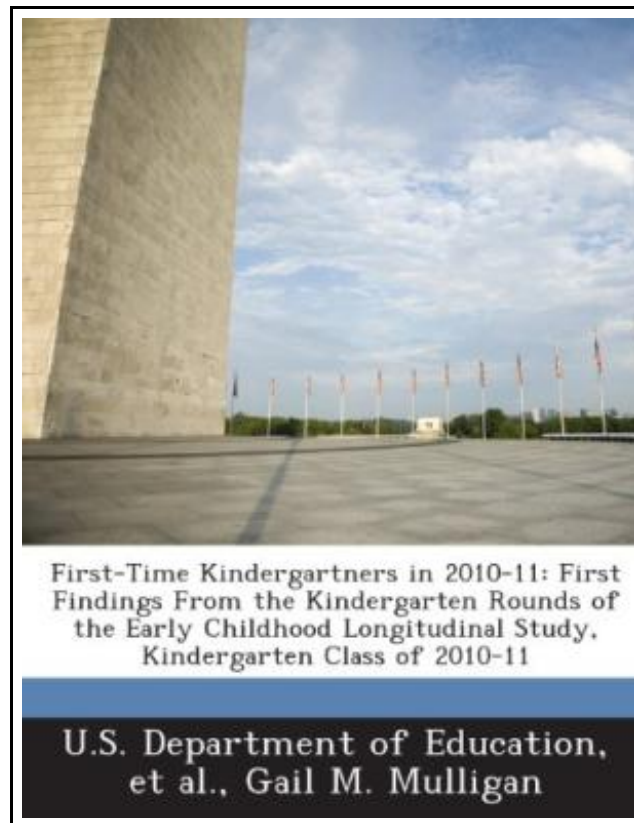 First-Time Kindergartners in 2010-11: First
Findings From the Kindergarten Rounds of
the Early Childhood Longitudinal Study,
Kindergarten Class of 2010-11
U.S. Department of Education,
et al., Gail M. Mulligan